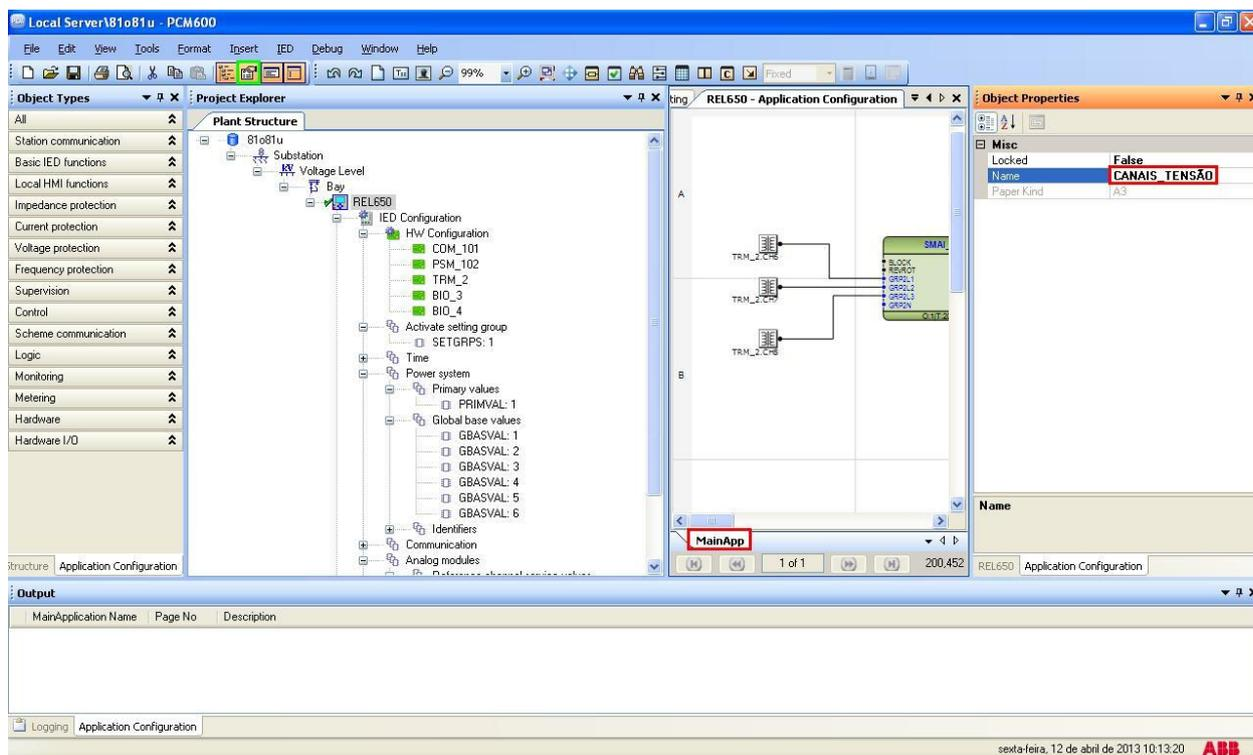 Local Server\81o81u - PCM600
File Edit View Tools Format Insert IED Debug Window Help
99%
Fixed
Object Types
All
Station communication
Basic IED functions
Local HMI functions
Impedance protection
Current protection
Voltage protection
Frequency protection
Supervision
Control
Scheme communication
Logic
Monitoring
Metering
Hardware
Hardware I/O
Application Configuration
Project Explorer
Plant Structure
81o81u
Substation
Voltage Level
Bay
REL650
IED Configuration
HW Configuration
COM_101
PSM_102
TRM_2
BIO_3
BIO_4
Activate setting group
SETGRPS: 1
Time
Power system
Primary values
PRIMVAL: 1
Global base values
GBASVAL: 1
GBASVAL: 2
GBASVAL: 3
GBASVAL: 4
GBASVAL: 5
GBASVAL: 6
Identifiers
Communication
Analog modules
REL650 - Application Configuration
A
B
TRM_2.CH6
TRM_2.CH7
TRM_2.CH8
SMAI_
BLOCK
REVROT
GRP2L1
GRP2L2
GRP2L3
GRP2N
MainApp
1 of 1
200,452
Object Properties
Misc
Locked False
Name CANAIS_TENSÃO
Paper Kind A3
Name
REL650 Application Configuration
Output
MainApplication Name Page No Description
Logging Application Configuration
sexta-feira, 12 de abril de 2013 10:13:20 ABB